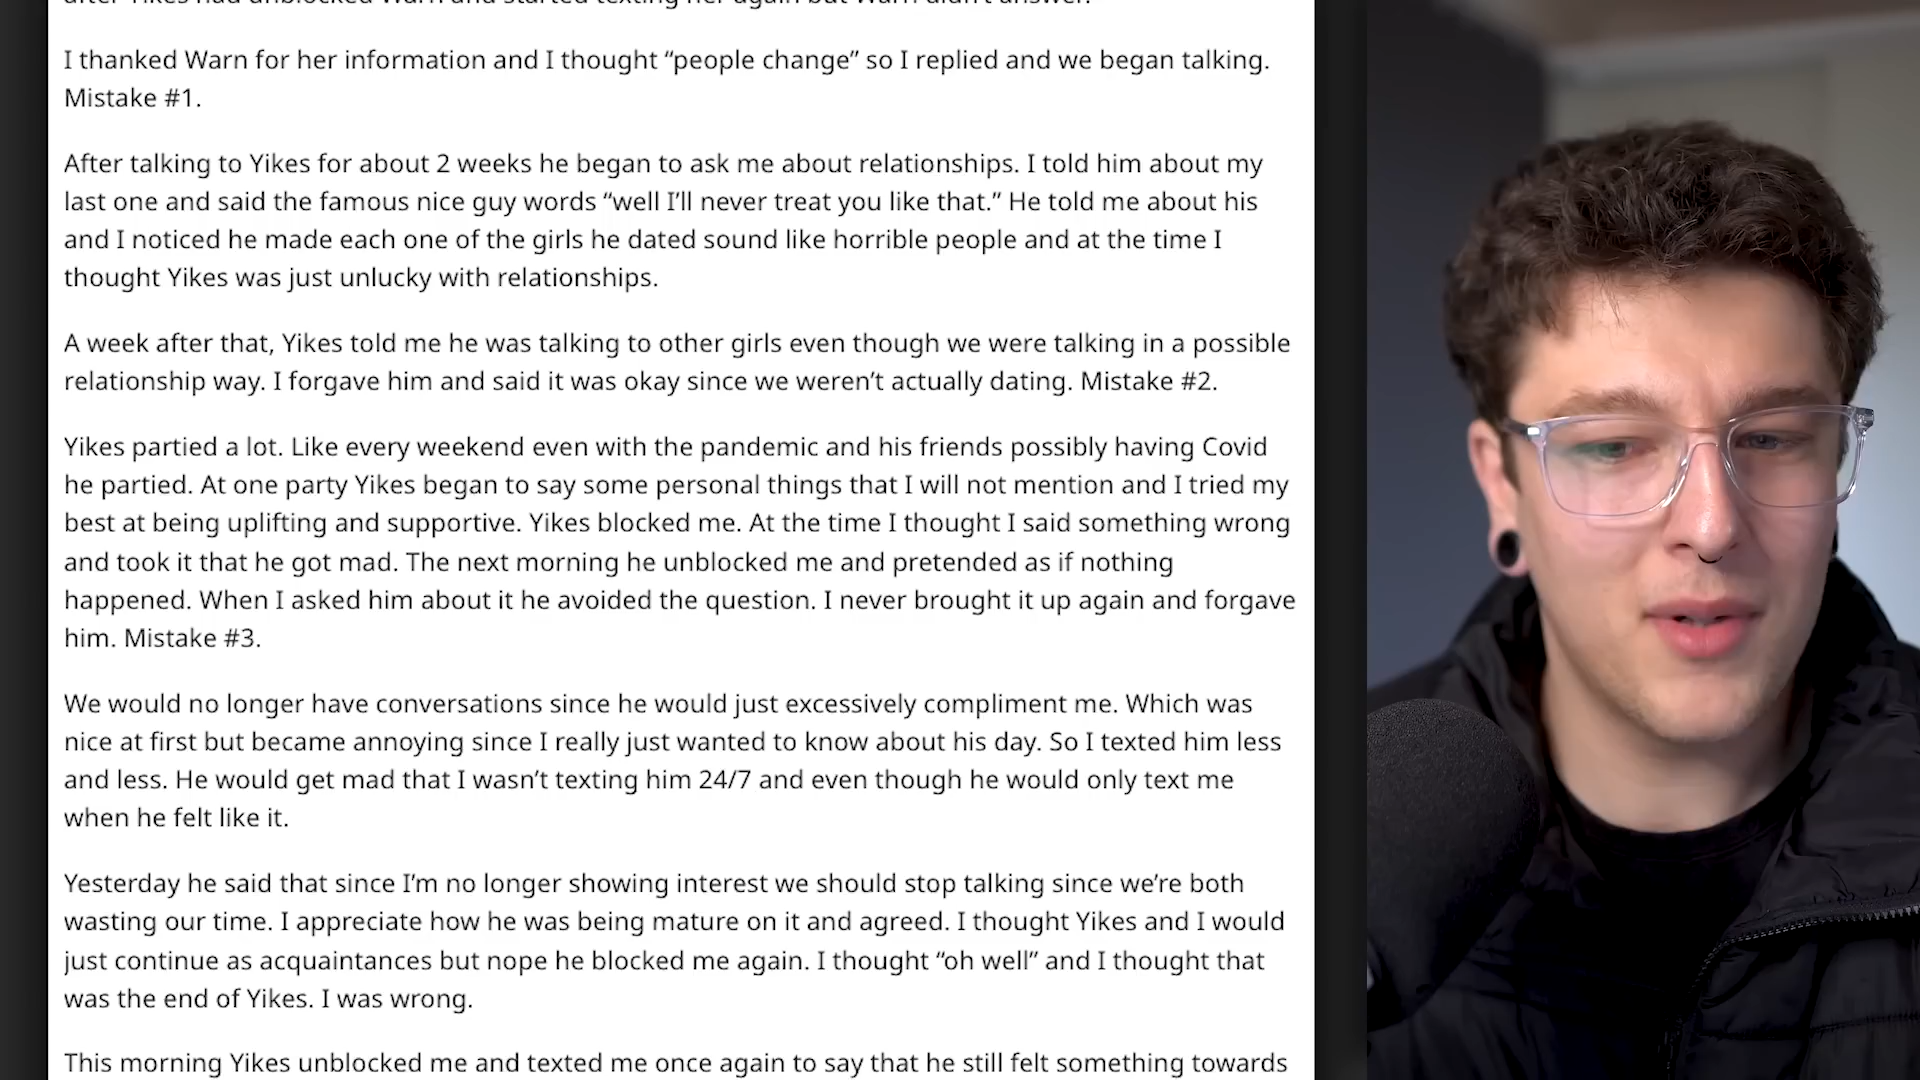 after Yikes had unblocked Warn and started texting her again but Warn didn't answer.
I thanked Warn for her information and I thought “people change” so I replied and we began talking.
Mistake #1.
After talking to Yikes for about 2 weeks he began to ask me about relationships. I told him about my
last one and said the famous nice guy words “well I’ll never treat you like that.” He told me about his
and I noticed he made each one of the girls he dated sound like horrible people and at the time I
thought Yikes was just unlucky with relationships.
A week after that, Yikes told me he was talking to other girls even though we were talking in a possible
relationship way. I forgave him and said it was okay since we weren’t actually dating. Mistake #2.
Yikes partied a lot. Like every weekend even with the pandemic and his friends possibly having Covid
he partied. At one party Yikes began to say some personal things that I will not mention and I tried my
best at being uplifting and supportive. Yikes blocked me. At the time I thought I said something wrong
and took it that he got mad. The next morning he unblocked me and pretended as if nothing
happened. When I asked him about it he avoided the question. I never brought it up again and forgave
him. Mistake #3.
We would no longer have conversations since he would just excessively compliment me. Which was
nice at first but became annoying since I really just wanted to know about his day. So I texted him less
and less. He would get mad that I wasn’t texting him 24/7 and even though he would only text me
when he felt like it.
Yesterday he said that since I’m no longer showing interest we should stop talking since we’re both
wasting our time. I appreciate how he was being mature on it and agreed. I thought Yikes and I would
just continue as acquaintances but nope he blocked me again. I thought “oh well” and I thought that
was the end of Yikes. I was wrong.
This morning Yikes unblocked me and texted me once again to say that he still felt something towards